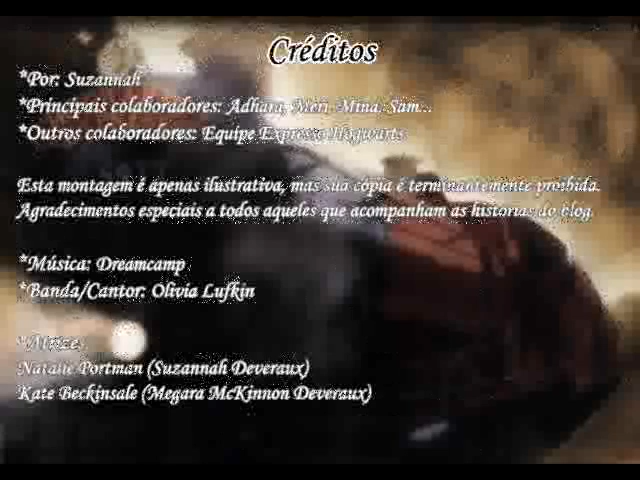 Créditos
*Por: Suzannah
*Principais colaboradores: Adhara, Meri, Mina, Sam...
*Outros colaboradores: Equipe Expresso Hogwarts
Esta montagem é apenas ilustrativa, mas sua cópia é terminantemente proibida.
Agradecimentos especiais a todos aqueles que acompanham as historias do blog.
*Música: Dreamcamp
*Banda/Cantor: Olivia Lufkin
*Atrizes
Natalie Portman (Suzannah Deveraux)
Kate Beckinsale (Megara McKinnon Deveraux)